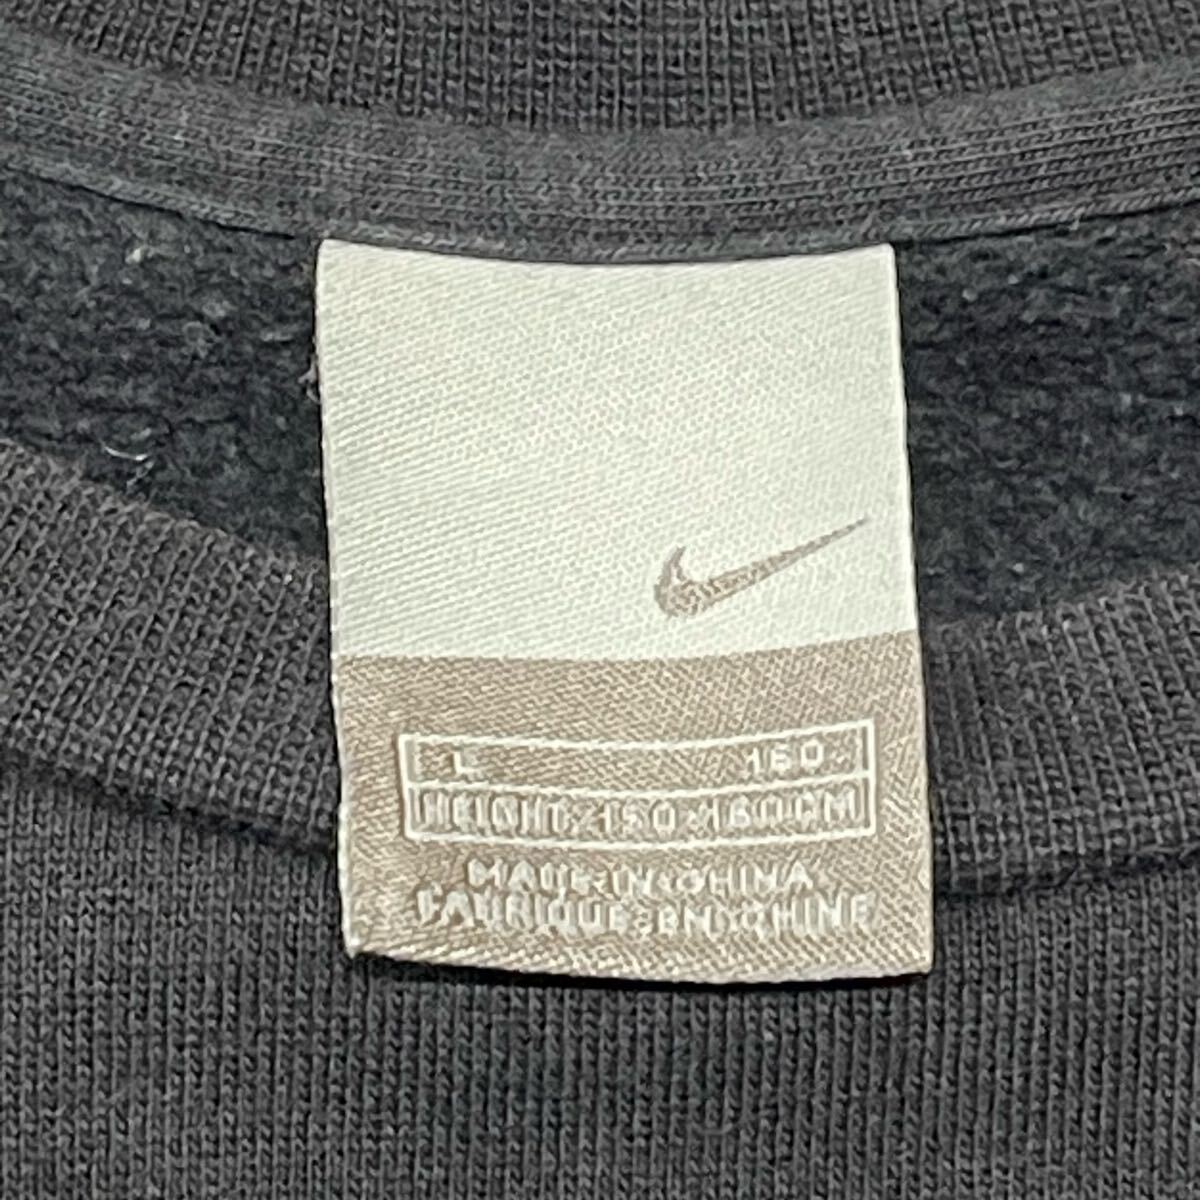 L 160
HEIGHT:150-160CM
MADE IN CHINA
FABRIQUE EN CHINE